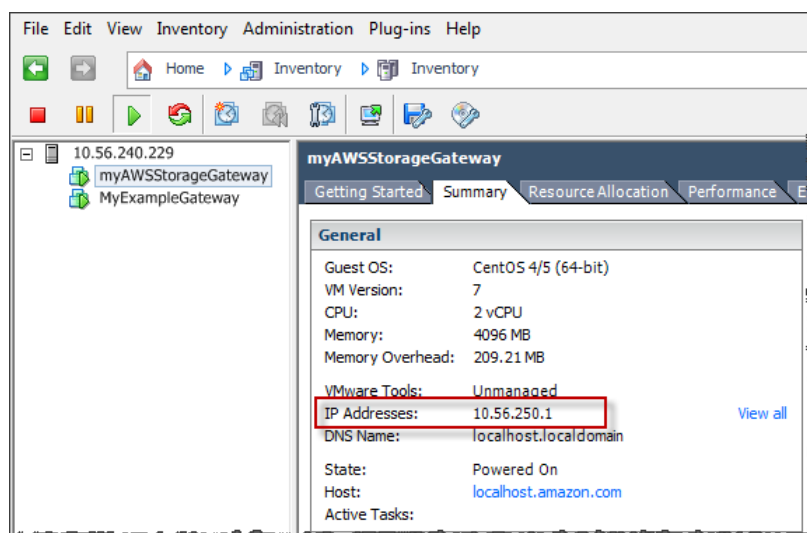 File Edit View Inventory Administration Plug-ins Help
Home Inventory Inventory
10.56.240.229
myAWSStorageGateway
MyExampleGateway
myAWSStorageGateway
Getting Started Summary Resource Allocation Performance E
General
Guest OS: CentOS 4/5 (64-bit)
VM Version: 7
CPU: 2 vCPU
Memory: 4096 MB
Memory Overhead: 209.21 MB
VMware Tools: Unmanaged
IP Addresses: 10.56.250.1 View all
DNS Name: localhost.localdomain
State: Powered On
Host: localhost.amazon.com
Active Tasks: